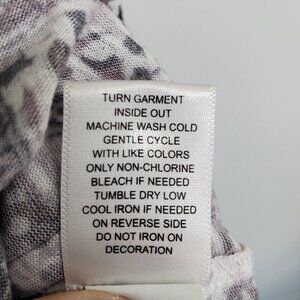 TURN GARMENT
INSIDE OUT
MACHINE WASH COLD
GENTLE CYCLE
WITH LIKE COLORS
ONLY NON-CHLORINE
BLEACH IF NEEDED
TUMBLE DRY LOW
COOL IRON IF NEEDED
ON REVERSE SIDE
DO NOT IRON ON
DECORATION